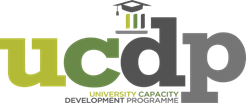 ucdp
UNIVERSITY CAPACITY
DEVELOPMENT PROGRAMME